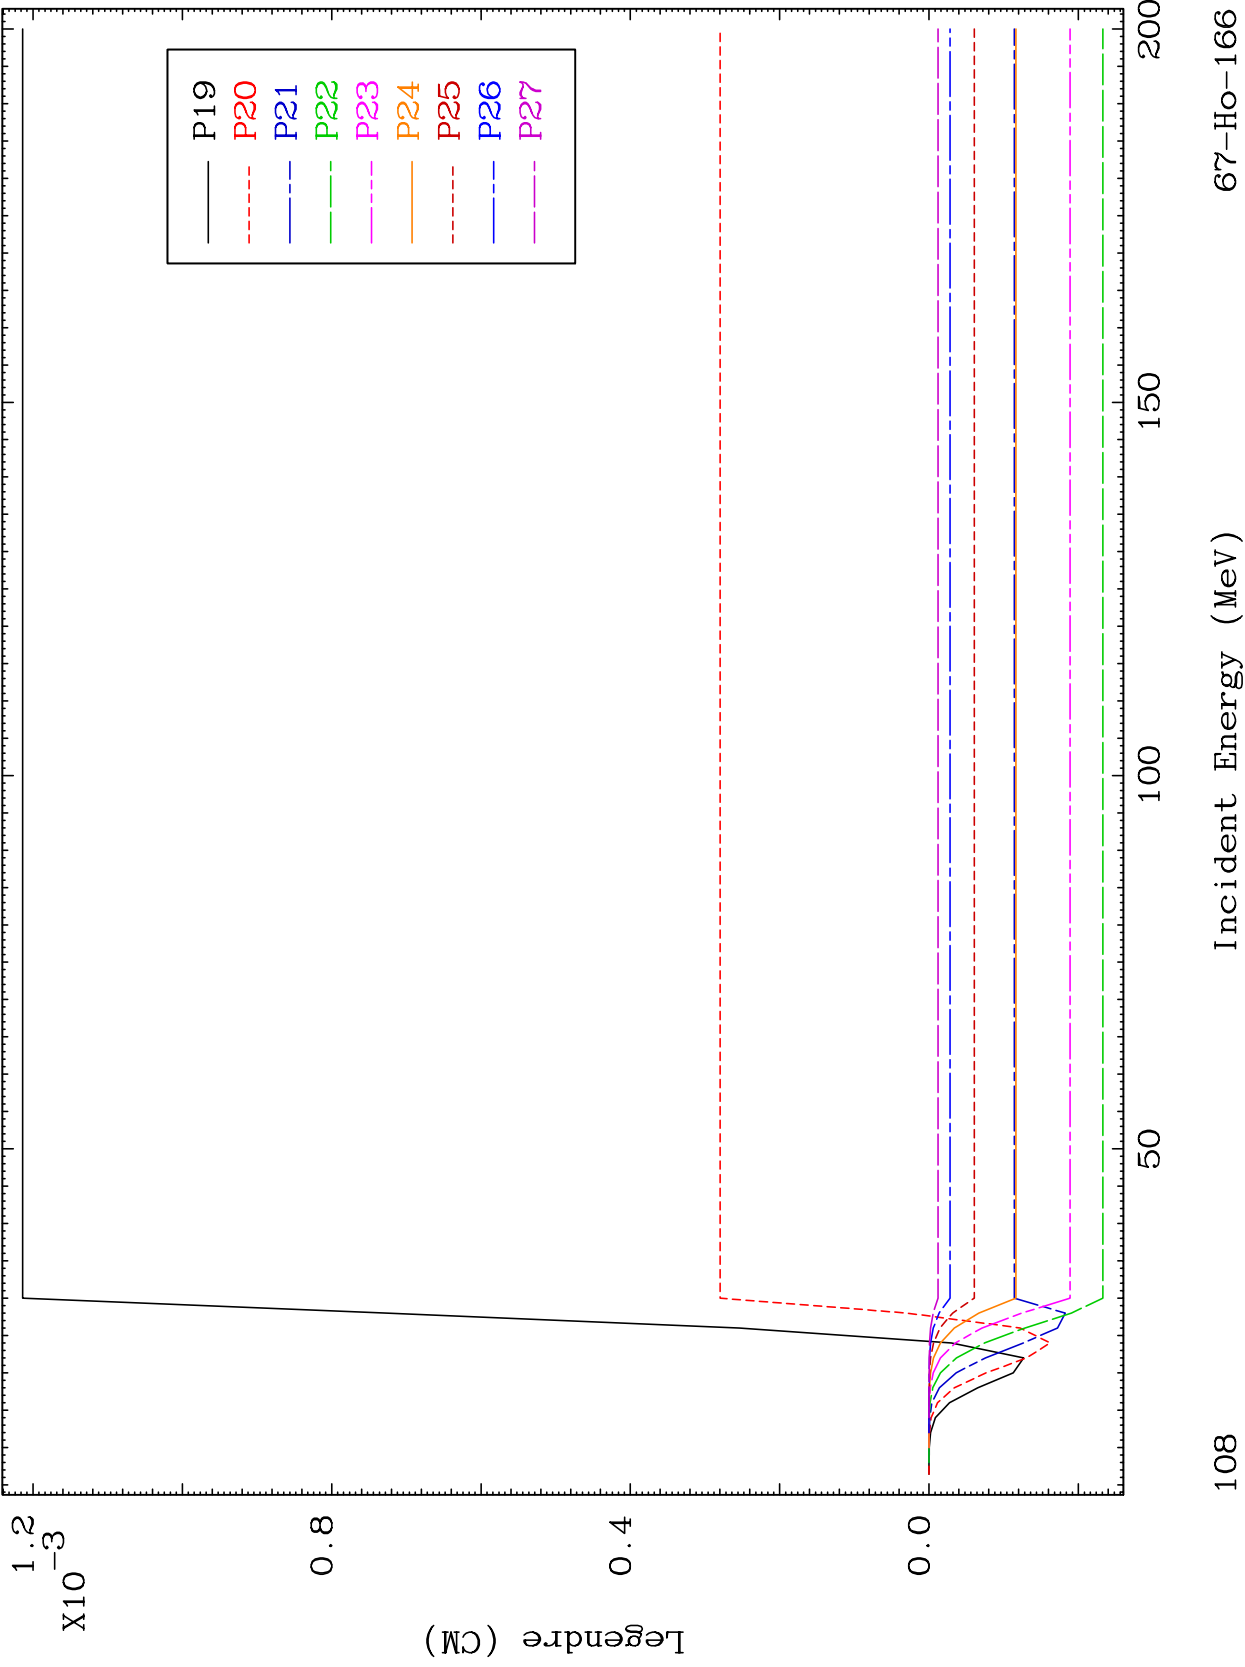 P19
P20
P21
P22
P23
P24
P25
P26
P27
1.2
0.8
0.4
0.0
X10-3
Legendre (CM)
50
100
150
200
Incident Energy (MeV)
108
67-Ho-166